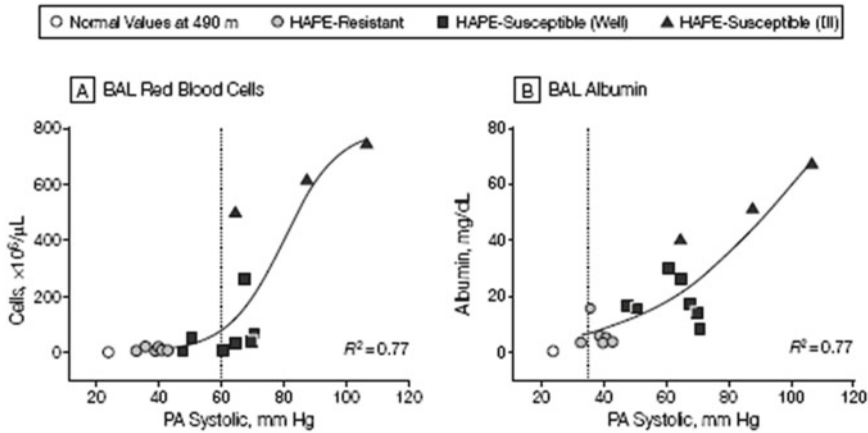 Normal Values at 490 m HAPE-Resistant HAPE-Susceptible (Well) HAPE-Susceptible (Ill)
A BAL Red Blood Cells
800
600
400
200
0
Cells, ×10⁶/µL
R² = 0.77
20 40 60 80 100 120
PA Systolic, mm Hg
B BAL Albumin
80
60
40
20
0
Albumin, mg/dL
R² = 0.77
20 40 60 80 100 120
PA Systolic, mm Hg